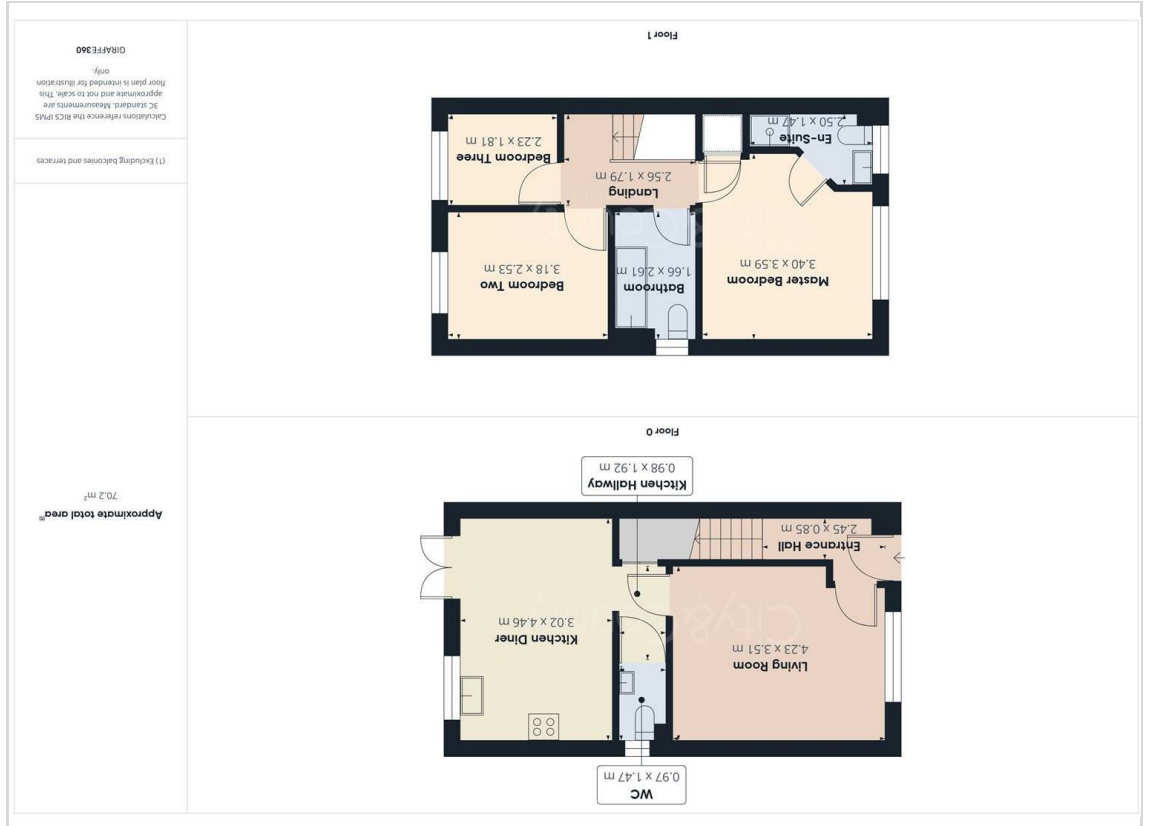 WC
0.97 x 1.47 m
Living Room
4.23 x 3.51 m
Kitchen Diner
3.02 x 4.46 m
City&County
Entrance Hall
2.45 x 0.85 m
Kitchen Hallway
0.98 x 1.92 m
Floor 0
Master Bedroom
3.40 x 3.59 m
Bathroom
1.66 x 2.61 m
Bedroom Two
3.18 x 2.53 m
City&County
Landing
2.56 x 1.79 m
En-Suite
2.50 x 1.47 m
Bedroom Three
2.23 x 1.81 m
Floor 1
Approximate total area⁽¹⁾
70.2 m²
(1) Excluding balconies and terraces
Calculations reference the RICS IPMS
3C standard. Measurements are
approximate and not to scale. This
floor plan is intended for illustration
only.
GIRAFFE360